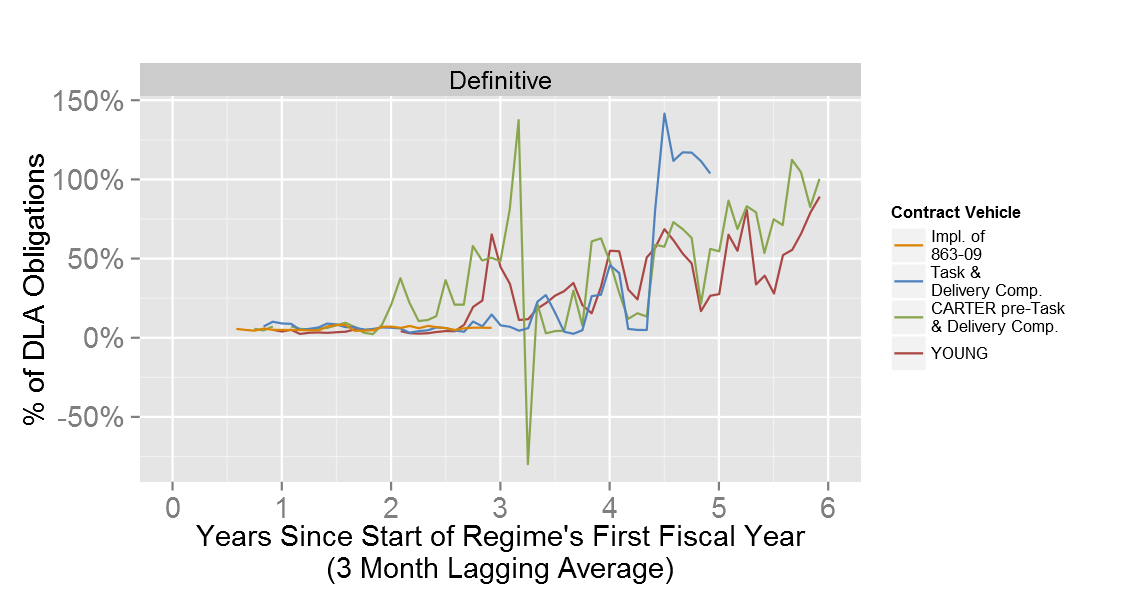 Definitive
150%
100%
50%
0%
-50%
% of DLA Obligations
0 1 2 3 4 5 6
Years Since Start of Regime's First Fiscal Year
(3 Month Lagging Average)
Contract Vehicle
Impl. of
863-09
Task &
Delivery Comp.
CARTER pre-Task
& Delivery Comp.
YOUNG